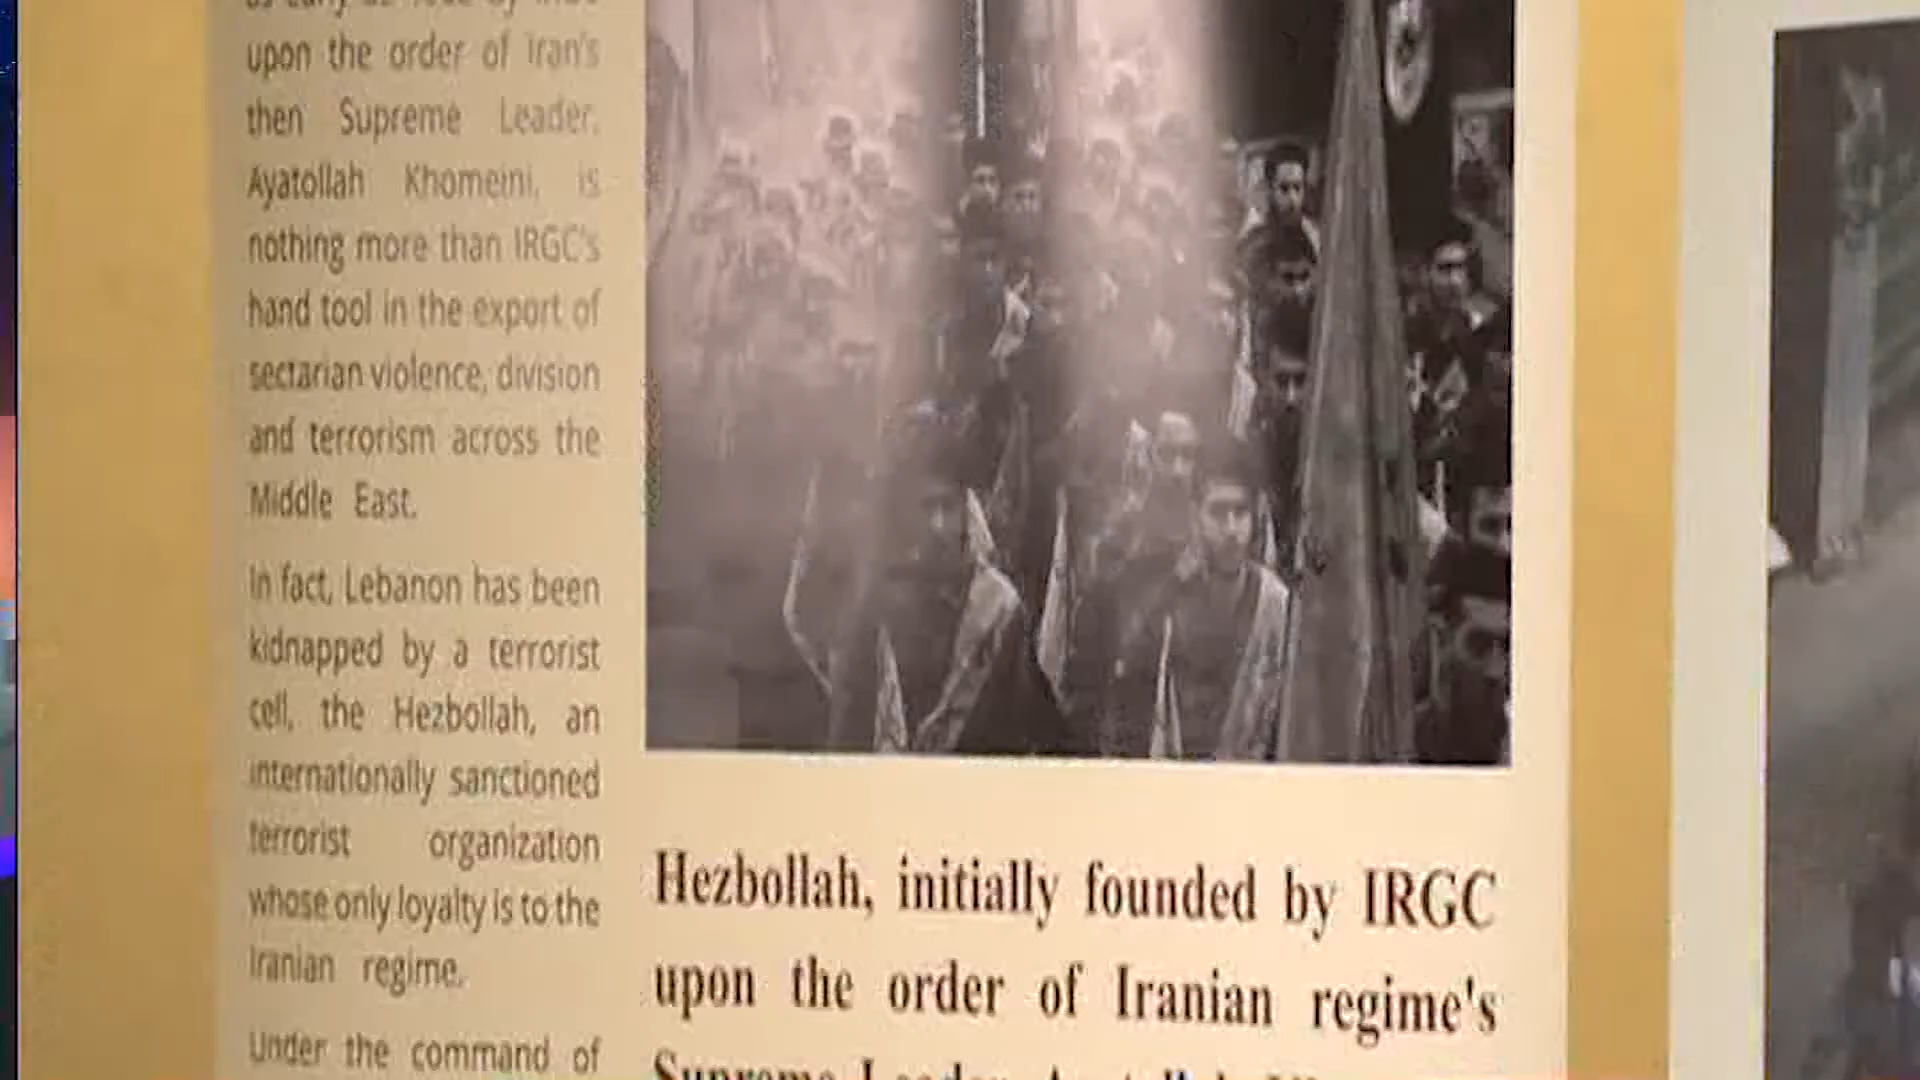 upon the order of Iran's
then Supreme Leader,
Ayatollah Khomeini, is
nothing more than IRGC's
hand tool in the export of
sectarian violence, division
and terrorism across the
Middle East.
In fact, Lebanon has been
kidnapped by a terrorist
cell, the Hezbollah, an
internationally sanctioned
terrorist organization
whose only loyalty is to the
Iranian regime.
Under the command of
Hezbollah, initially founded by IRGC
upon the order of Iranian regime's
Supreme Leader